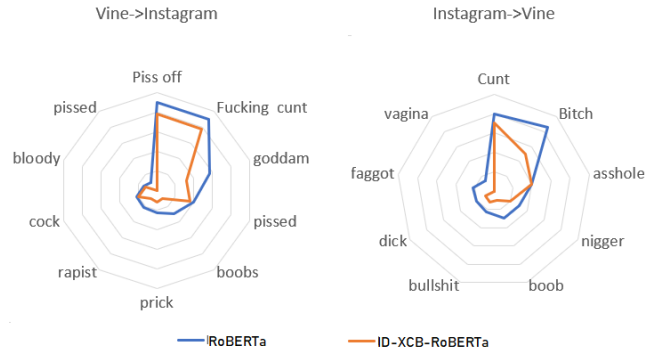 Vine->Instagram
Piss off
Fucking cunt
goddam
pissed
boobs
prick
rapist
cock
bloody
pissed
Instagram->Vine
Cunt
Bitch
asshole
nigger
boob
bullshit
dick
faggot
vagina
RoBERTa
ID-XCB-RoBERTa